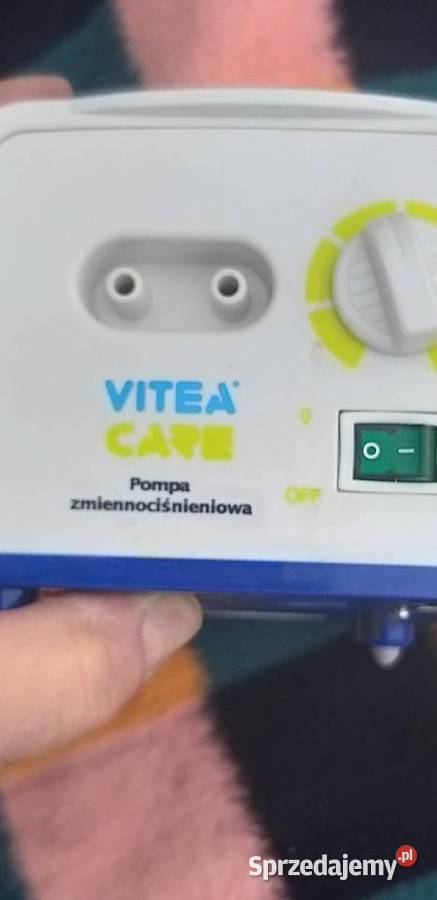 VITEA
CARE
Pompa
zmiennociśnieniowa
0
OFF
Sprzedajemy.pl